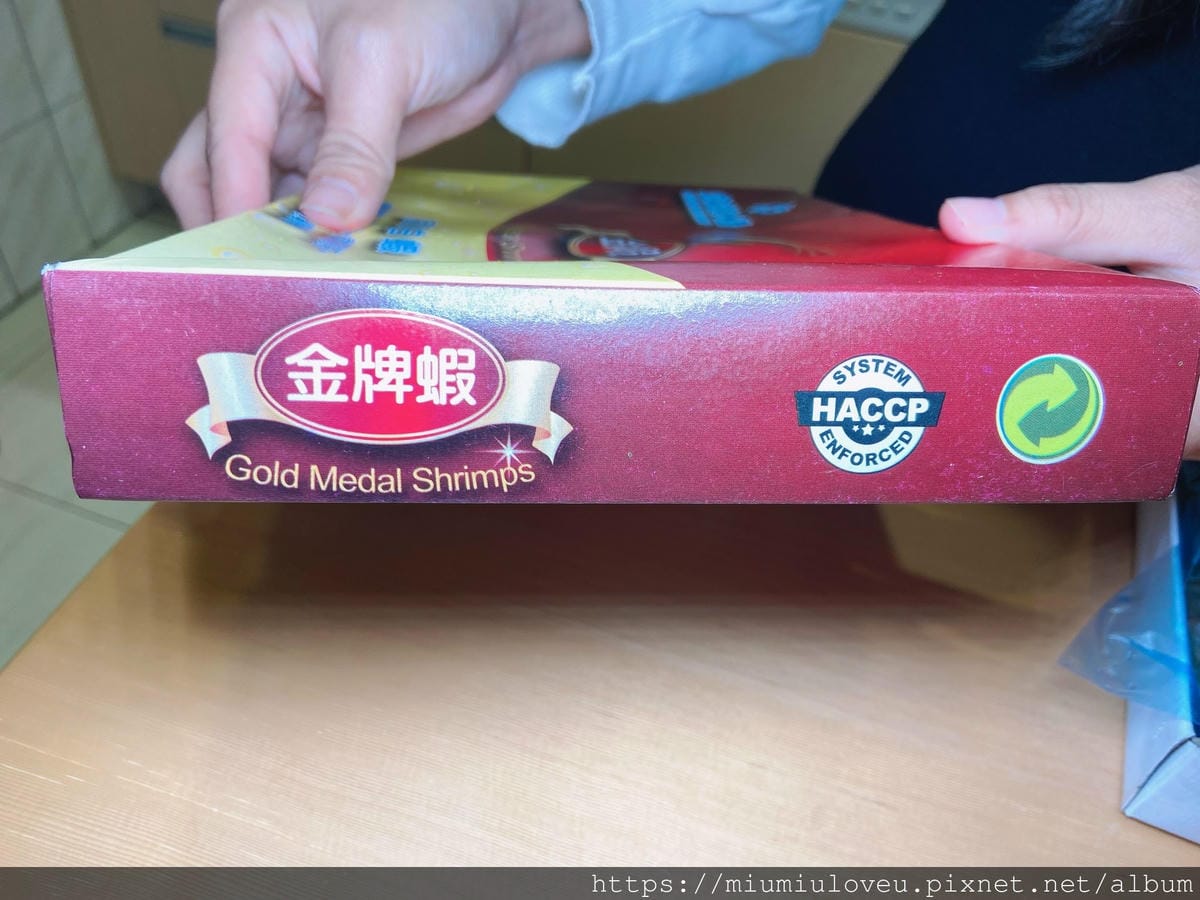 金牌蝦
Gold Medal Shrimps
SYSTEM
HACCP
ENFORCED
https://miumiuloveu.pixnet.net/album